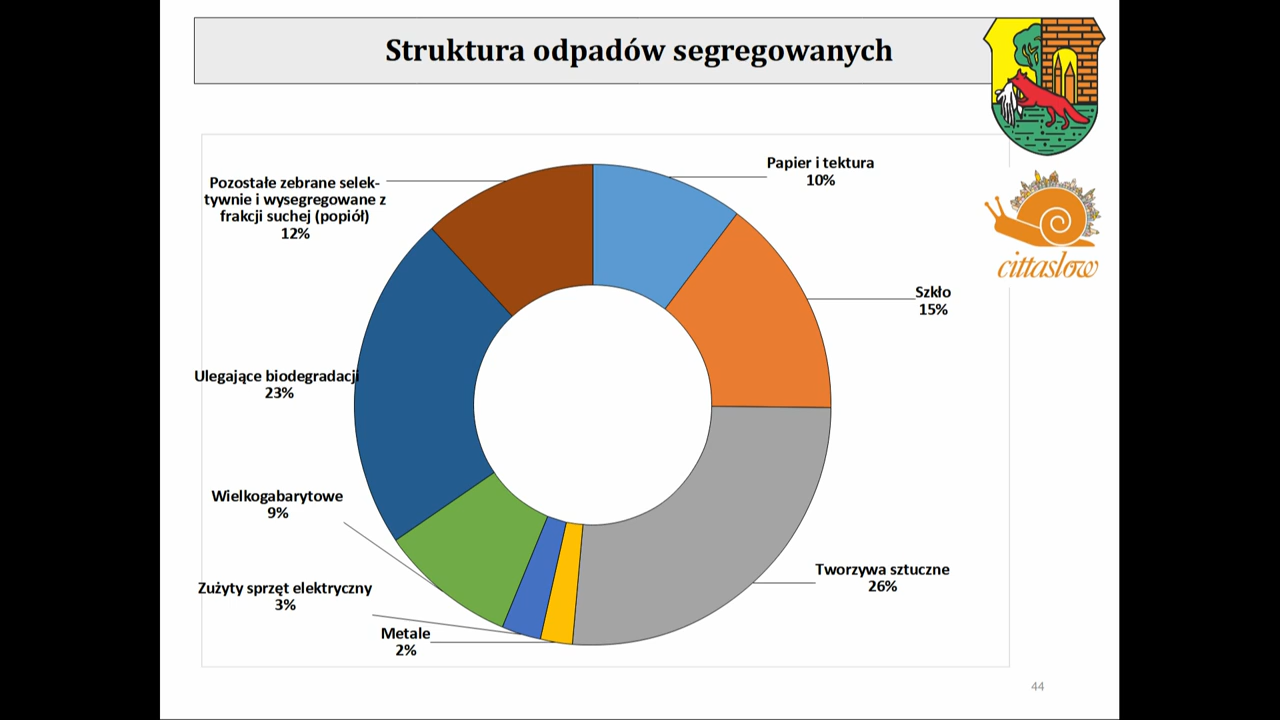 Struktura odpadów segregowanych
Papier i tektura
10%
Pozostałe zebrane selek-
tywnie i wysegregowane z
frakcji suchej (popiół)
12%
cittaslow
Szkło
15%
Ulegające biodegradacji
23%
Wielkogabarytowe
9%
Tworzywa sztuczne
26%
Zużyty sprzęt elektryczny
3%
Metale
2%
44